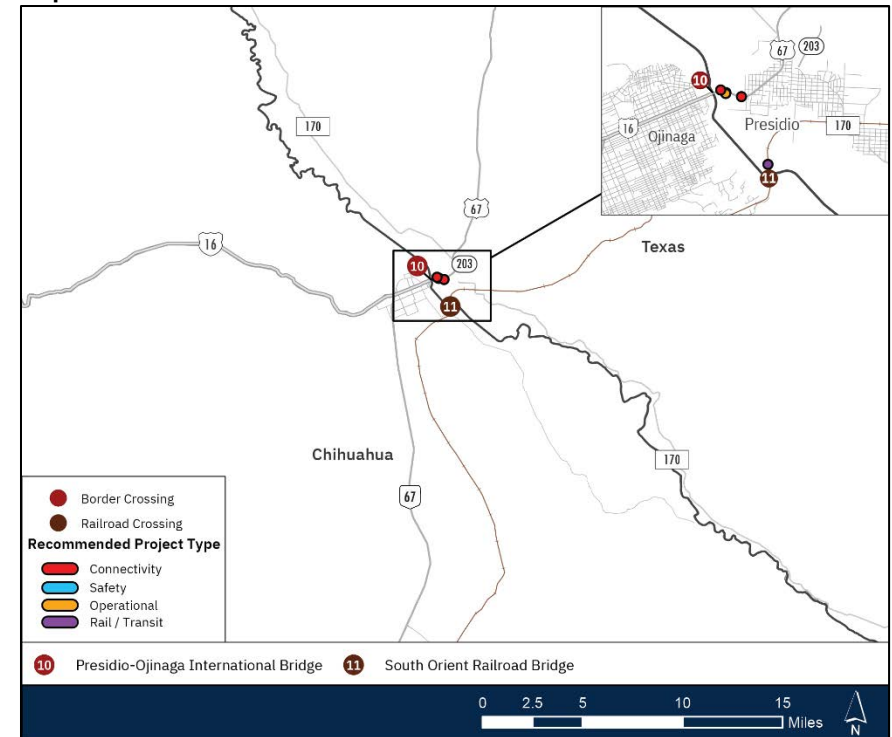 170
67
203
10
16
Ojinaga
Presidio
170
11
67
Texas
16
10
203
11
Chihuahua
170
67
Border Crossing
Railroad Crossing
Recommended Project Type
Connectivity
Safety
Operational
Rail / Transit
10 Presidio-Ojinaga International Bridge 11 South Orient Railroad Bridge
0 2.5 5 10 15
Miles
N